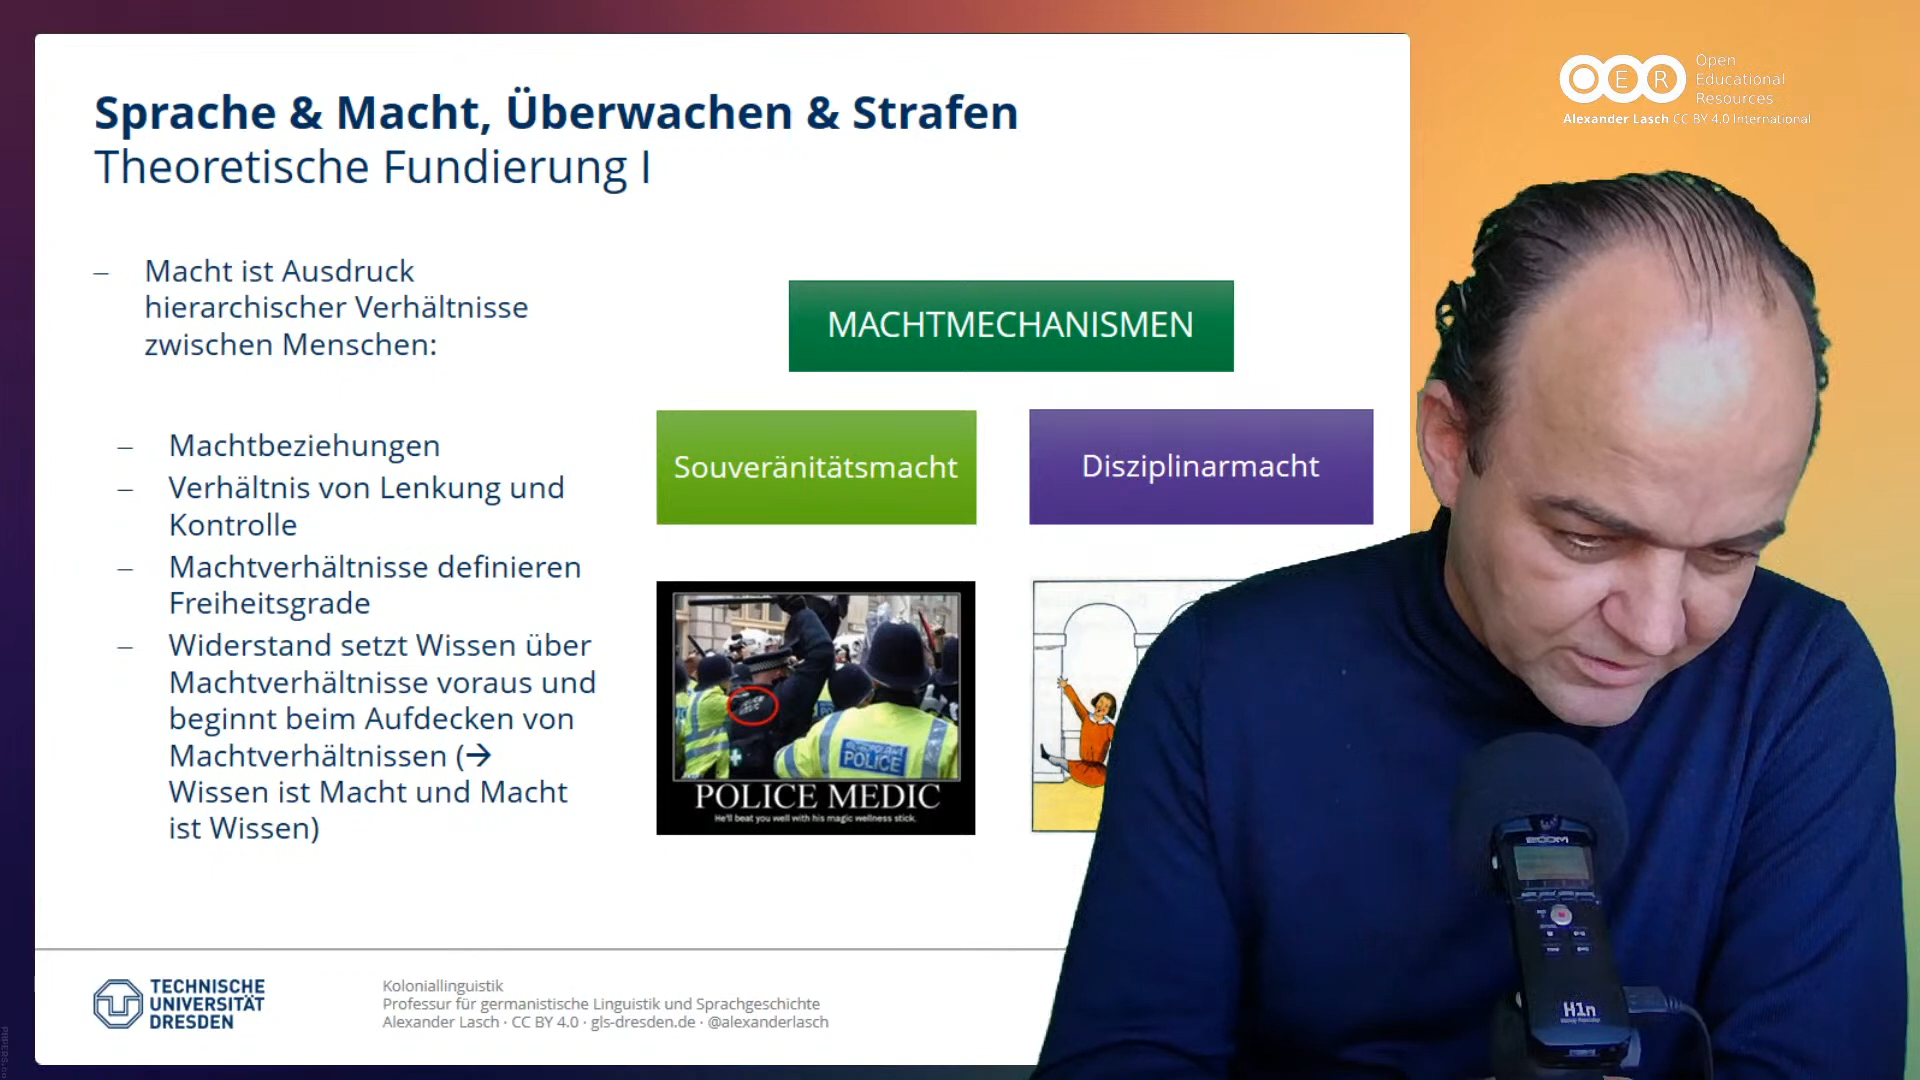 Sprache & Macht, Überwachen & Strafen
Theoretische Fundierung I
– Macht ist Ausdruck
hierarchischer Verhältnisse
zwischen Menschen:
– Machtbeziehungen
– Verhältnis von Lenkung und
Kontrolle
– Machtverhältnisse definieren
Freiheitsgrade
– Widerstand setzt Wissen über
Machtverhältnisse voraus und
beginnt beim Aufdecken von
Machtverhältnissen (→
Wissen ist Macht und Macht
ist Wissen)
MACHTMECHANISMEN
Souveränitätsmacht
Disziplinarmacht
METROPOLITAN
POLICE
POLICE MEDIC
He'll beat you well with his magic wellness stick.
TECHNISCHE
UNIVERSITÄT
DRESDEN
Koloniallinguistik
Professur für germanistische Linguistik und Sprachgeschichte
Alexander Lasch · CC BY 4.0 · gls-dresden.de · @alexanderlasch
OER
Open
Educational
Resources
Alexander Lasch CC BY 4.0 International
zoom
H1n